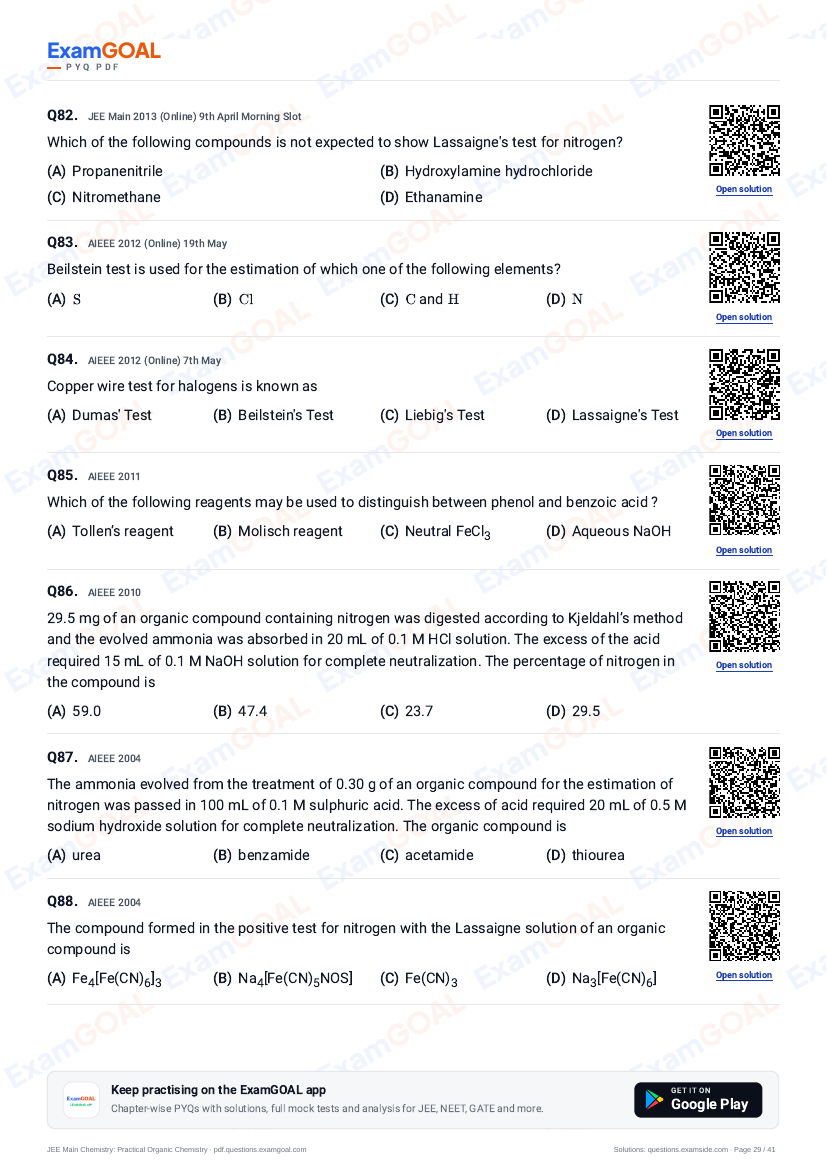 ExamGOAL
PYQ PDF
Q82. JEE Main 2013 (Online) 9th April Morning Slot
Which of the following compounds is not expected to show Lassaigne's test for nitrogen?
(A) Propanenitrile (B) Hydroxylamine hydrochloride
(C) Nitromethane (D) Ethanamine
Open solution
Q83. AIEEE 2012 (Online) 19th May
Beilstein test is used for the estimation of which one of the following elements?
(A) S (B) Cl (C) C and H (D) N
Open solution
Q84. AIEEE 2012 (Online) 7th May
Copper wire test for halogens is known as
(A) Dumas' Test (B) Beilstein's Test (C) Liebig's Test (D) Lassaigne's Test
Open solution
Q85. AIEEE 2011
Which of the following reagents may be used to distinguish between phenol and benzoic acid ?
(A) Tollen's reagent (B) Molisch reagent (C) Neutral FeCl3 (D) Aqueous NaOH
Open solution
Q86. AIEEE 2010
29.5 mg of an organic compound containing nitrogen was digested according to Kjeldahl's method
and the evolved ammonia was absorbed in 20 mL of 0.1 M HCl solution. The excess of the acid
required 15 mL of 0.1 M NaOH solution for complete neutralization. The percentage of nitrogen in
the compound is
(A) 59.0 (B) 47.4 (C) 23.7 (D) 29.5
Open solution
Q87. AIEEE 2004
The ammonia evolved from the treatment of 0.30 g of an organic compound for the estimation of
nitrogen was passed in 100 mL of 0.1 M sulphuric acid. The excess of acid required 20 mL of 0.5 M
sodium hydroxide solution for complete neutralization. The organic compound is
(A) urea (B) benzamide (C) acetamide (D) thiourea
Open solution
Q88. AIEEE 2004
The compound formed in the positive test for nitrogen with the Lassaigne solution of an organic
compound is
(A) Fe4[Fe(CN)6]3 (B) Na4[Fe(CN)5NOS] (C) Fe(CN)3 (D) Na3[Fe(CN)6]
Open solution
ExamGOAL
Keep practising on the ExamGOAL app
Chapter-wise PYQs with solutions, full mock tests and analysis for JEE, NEET, GATE and more.
GET IT ON
Google Play
JEE Main Chemistry: Practical Organic Chemistry · pdf.questions.examgoal.com
Solutions: questions.examside.com · Page 29 / 41